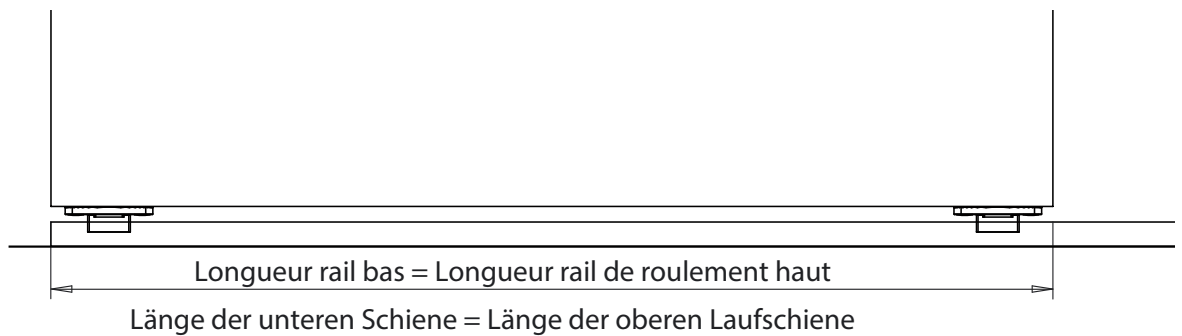 Longueur rail bas = Longueur rail de roulement haut
Länge der unteren Schiene = Länge der oberen Laufschiene